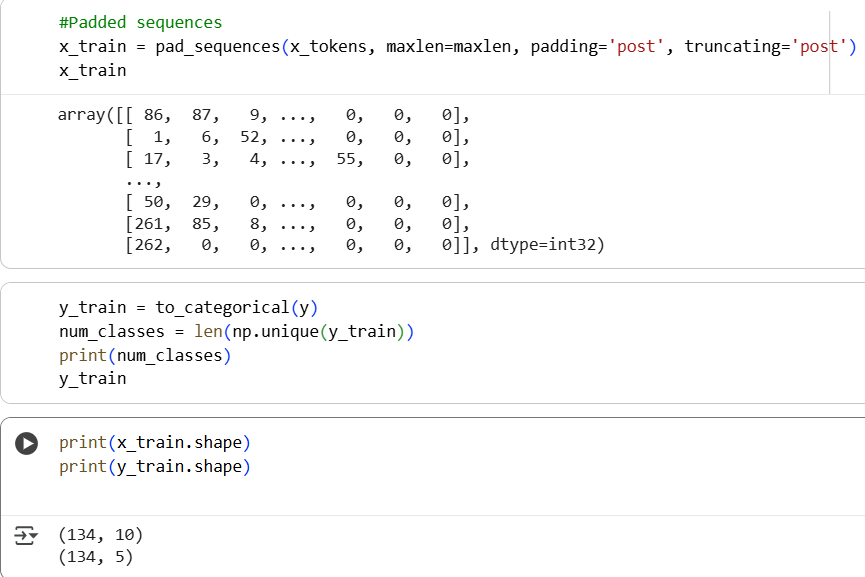 #Padded sequences
x_train = pad_sequences(x_tokens, maxlen=maxlen, padding='post', truncating='post')
x_train
array([[ 86,  87,   9, ...,   0,   0,   0],
       [  1,   6,  52, ...,   0,   0,   0],
       [ 17,   3,   4, ...,  55,   0,   0],
       ...,
       [ 50,  29,   0, ...,   0,   0,   0],
       [261,  85,   8, ...,   0,   0,   0],
       [262,   0,   0, ...,   0,   0,   0]], dtype=int32)
y_train = to_categorical(y)
num_classes = len(np.unique(y_train))
print(num_classes)
y_train
print(x_train.shape)
print(y_train.shape)
(134, 10)
(134, 5)